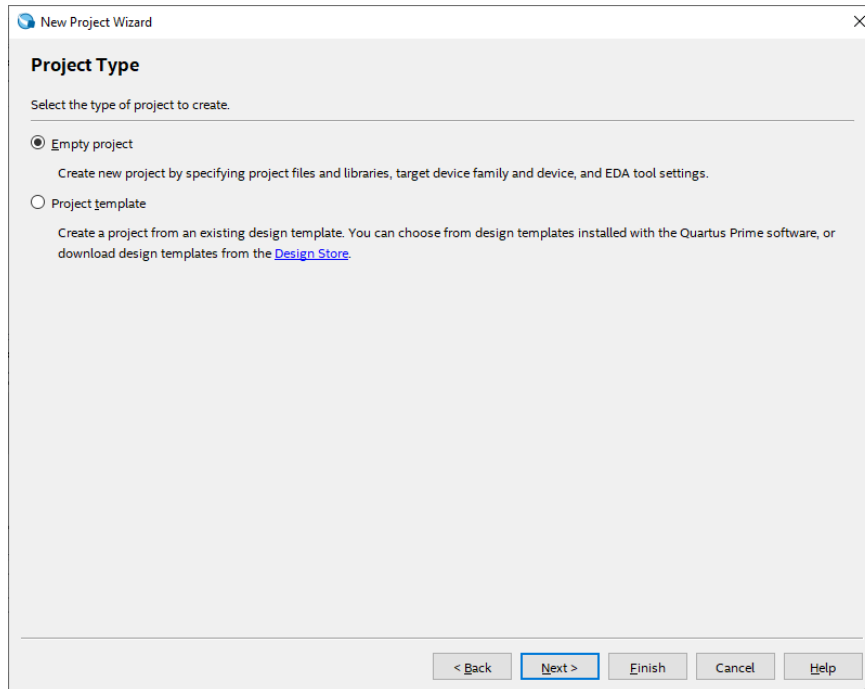 New Project Wizard
Project Type
Select the type of project to create.
Empty project
Create new project by specifying project files and libraries, target device family and device, and EDA tool settings.
Project template
Create a project from an existing design template. You can choose from design templates installed with the Quartus Prime software, or
download design templates from the Design Store.
< Back Next > Finish Cancel Help